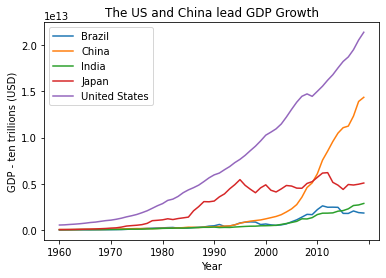 The US and China lead GDP Growth
1e13
Brazil
China
India
Japan
United States
GDP - ten trillions (USD)
2.0
1.5
1.0
0.5
0.0
1960 1970 1980 1990 2000 2010
Year